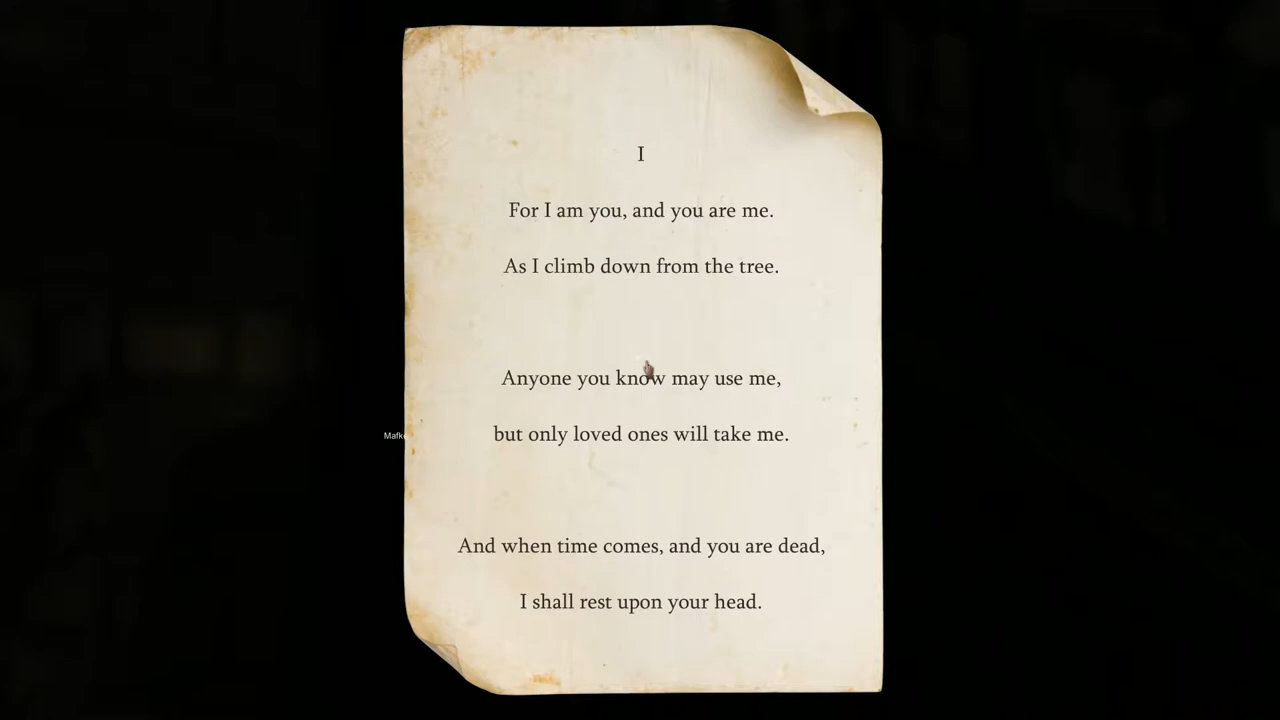 I
For I am you, and you are me.
As I climb down from the tree.
Anyone you know may use me,
but only loved ones will take me.
And when time comes, and you are dead,
I shall rest upon your head.